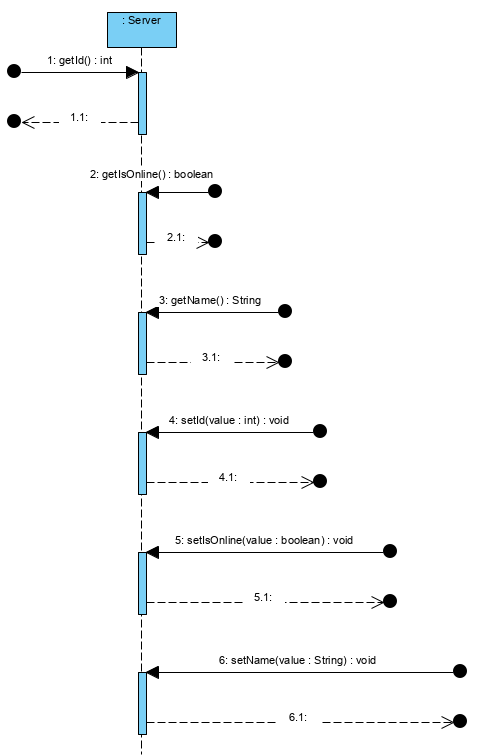 : Server
1: getId() : int
1.1:
2: getIsOnline() : boolean
2.1:
3: getName() : String
3.1:
4: setId(value : int) : void
4.1:
5: setIsOnline(value : boolean) : void
5.1:
6: setName(value : String) : void
6.1: